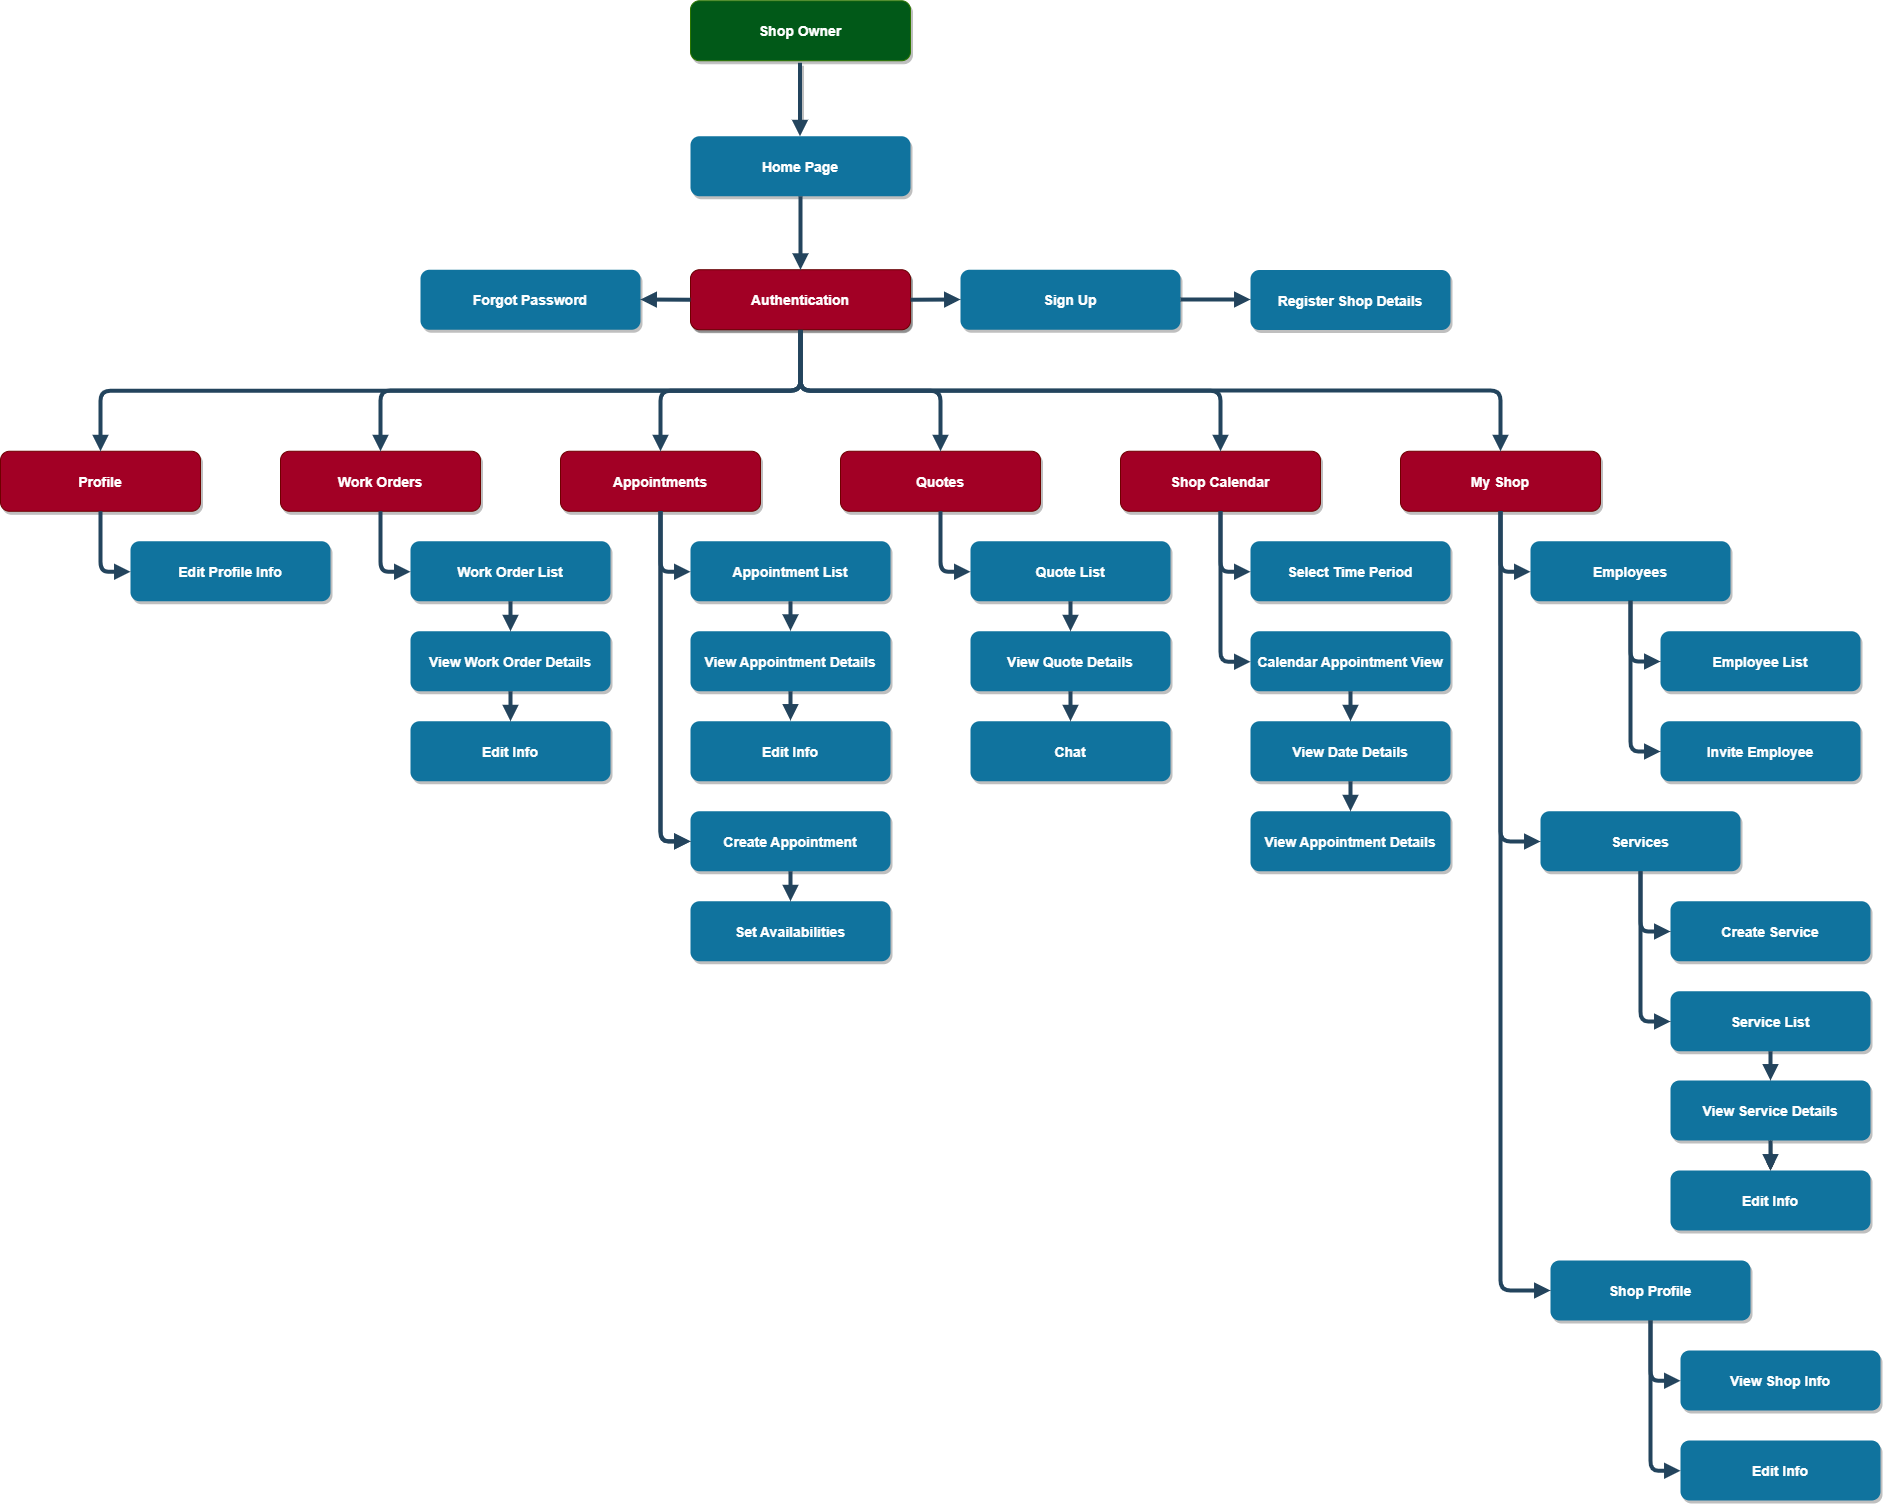 Shop Owner
Home Page
Forgot Password
Authentication
Sign Up
Register Shop Details
Profile
Work Orders
Appointments
Quotes
Shop Calendar
My Shop
Edit Profile Info
Work Order List
Appointment List
Quote List
Select Time Period
Employees
View Work Order Details
View Appointment Details
View Quote Details
Calendar Appointment View
Employee List
Edit Info
Edit Info
Chat
View Date Details
Invite Employee
Create Appointment
View Appointment Details
Services
Set Availabilities
Create Service
Service List
View Service Details
Edit Info
Shop Profile
View Shop Info
Edit Info